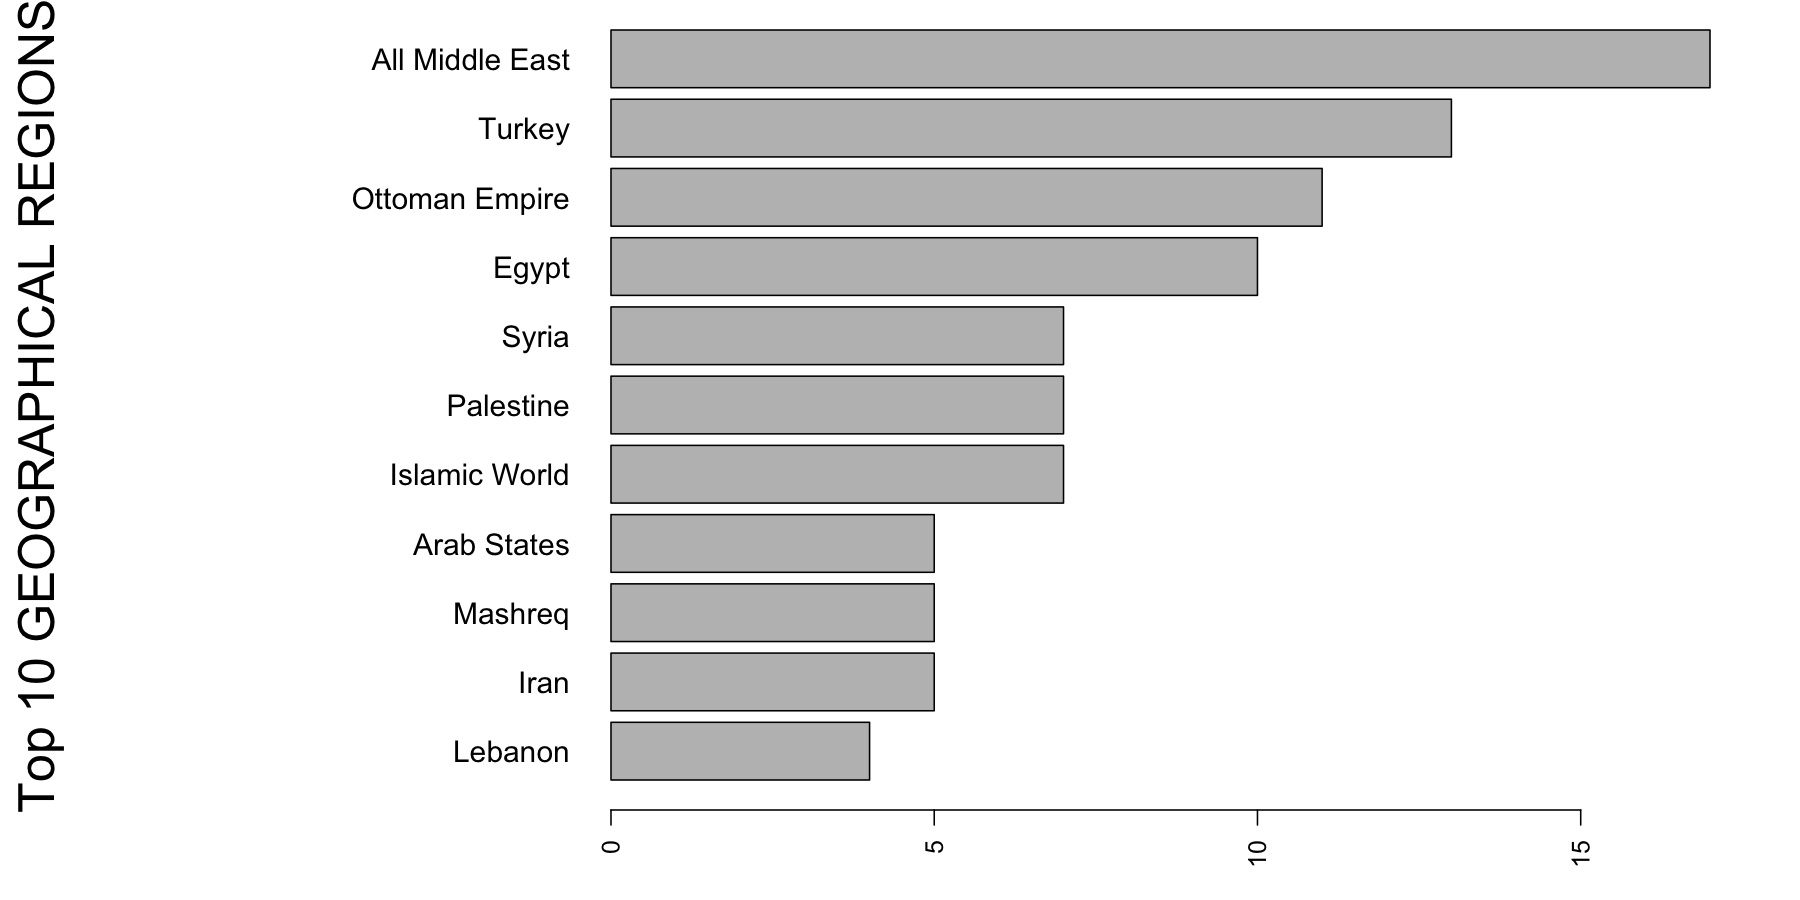 Top 10 GEOGRAPHICAL REGIONS
All Middle East
Turkey
Ottoman Empire
Egypt
Syria
Palestine
Islamic World
Arab States
Mashreq
Iran
Lebanon
0 5 10 15